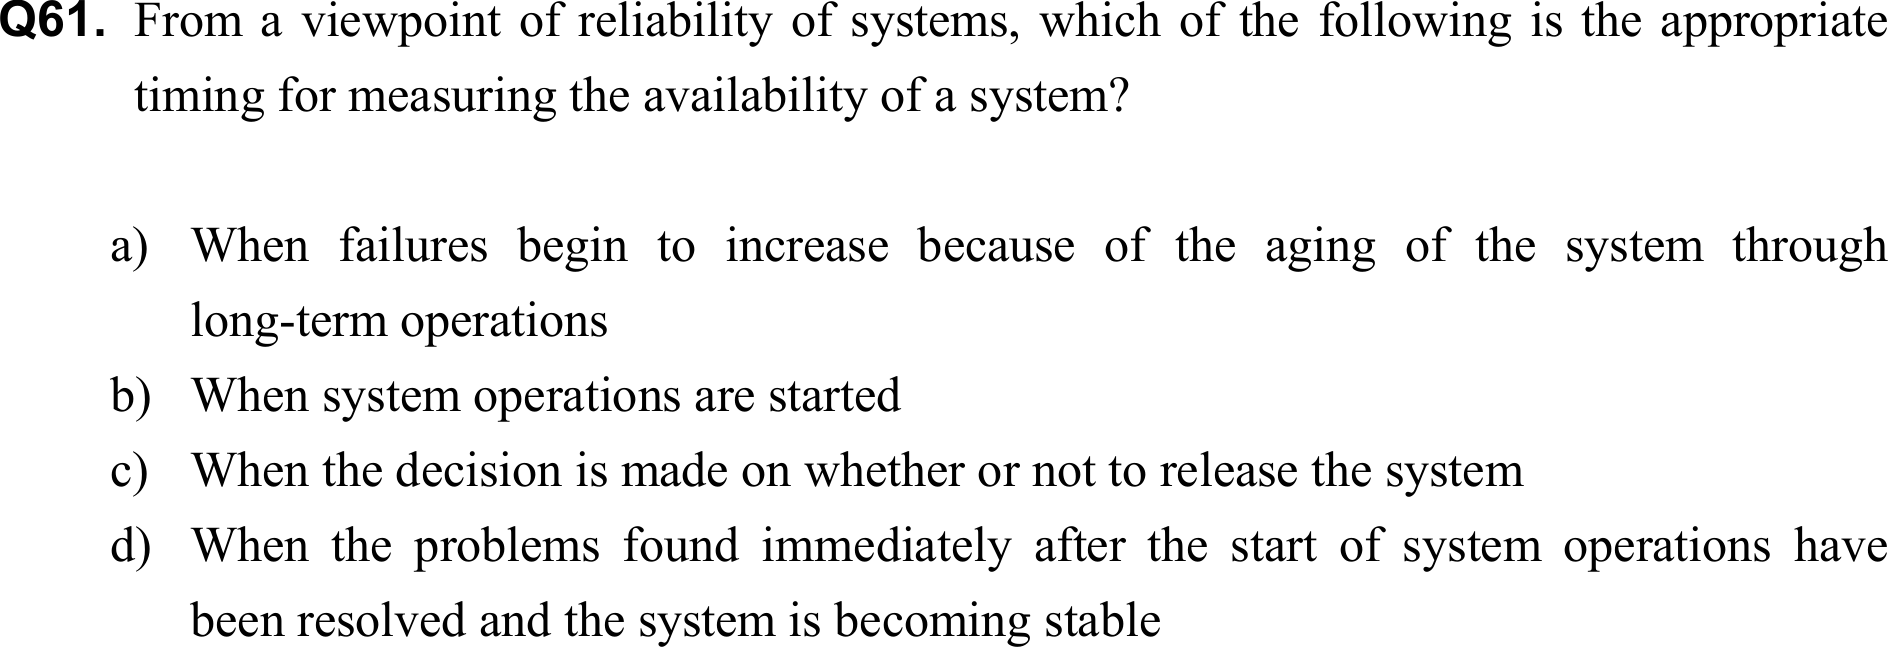 Q61. From a viewpoint of reliability of systems, which of the following is the appropriate
timing for measuring the availability of a system?
a) When failures begin to increase because of the aging of the system through
long-term operations
b) When system operations are started
c) When the decision is made on whether or not to release the system
d) When the problems found immediately after the start of system operations have
been resolved and the system is becoming stable